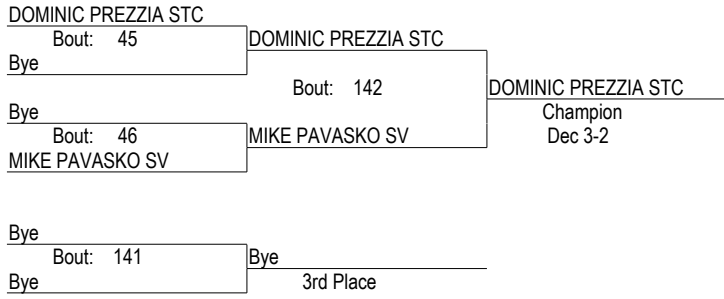 DOMINIC PREZZIA STC
Bout: 45
DOMINIC PREZZIA STC
Bye
Bout: 142
DOMINIC PREZZIA STC
Bye
Champion
Bout: 46
MIKE PAVASKO SV
Dec 3-2
MIKE PAVASKO SV
Bye
Bout: 141
Bye
Bye
3rd Place